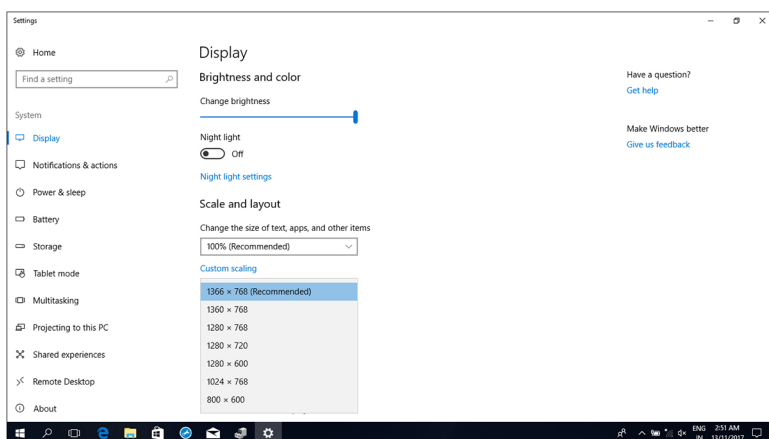 Settings
Home
Find a setting
System
Display
Notifications & actions
Power & sleep
Battery
Storage
Tablet mode
Multitasking
Projecting to this PC
Shared experiences
Remote Desktop
About
Display
Brightness and color
Change brightness
Night light
Off
Night light settings
Scale and layout
Change the size of text, apps, and other items
100% (Recommended)
Custom scaling
1366 × 768 (Recommended)
1360 × 768
1280 × 768
1280 × 720
1280 × 600
1024 × 768
800 × 600
Have a question?
Get help
Make Windows better
Give us feedback
ENG 2:51 AM
IN 13/11/2017